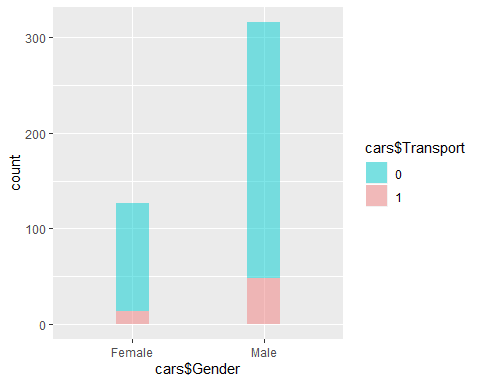 300
200
100
0
count
Female
Male
cars$Gender
cars$Transport
0
1